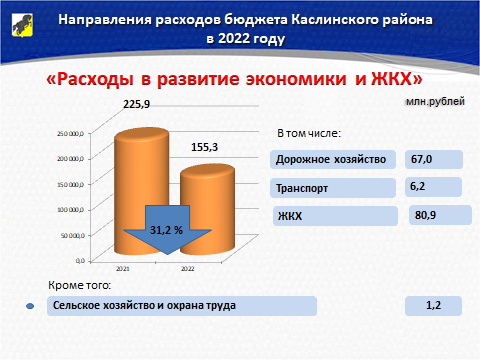 Направления расходов бюджета Каслинского района
в 2022 году
«Расходы в развитие экономики и ЖКХ»
млн.рублей
225,9
155,3
250 000,0
200 000,0
150 000,0
100 000,0
50 000,0
0,0
31,2 %
2021 2022
В том числе:
Дорожное хозяйство 67,0
Транспорт 6,2
ЖКХ 80,9
Кроме того:
Сельское хозяйство и охрана труда 1,2